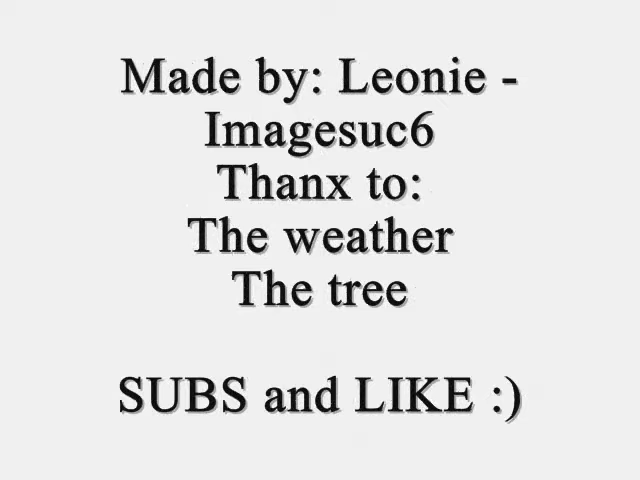 Made by: Leonie -
Imagesuc6
Thanx to:
The weather
The tree
SUBS and LIKE :)